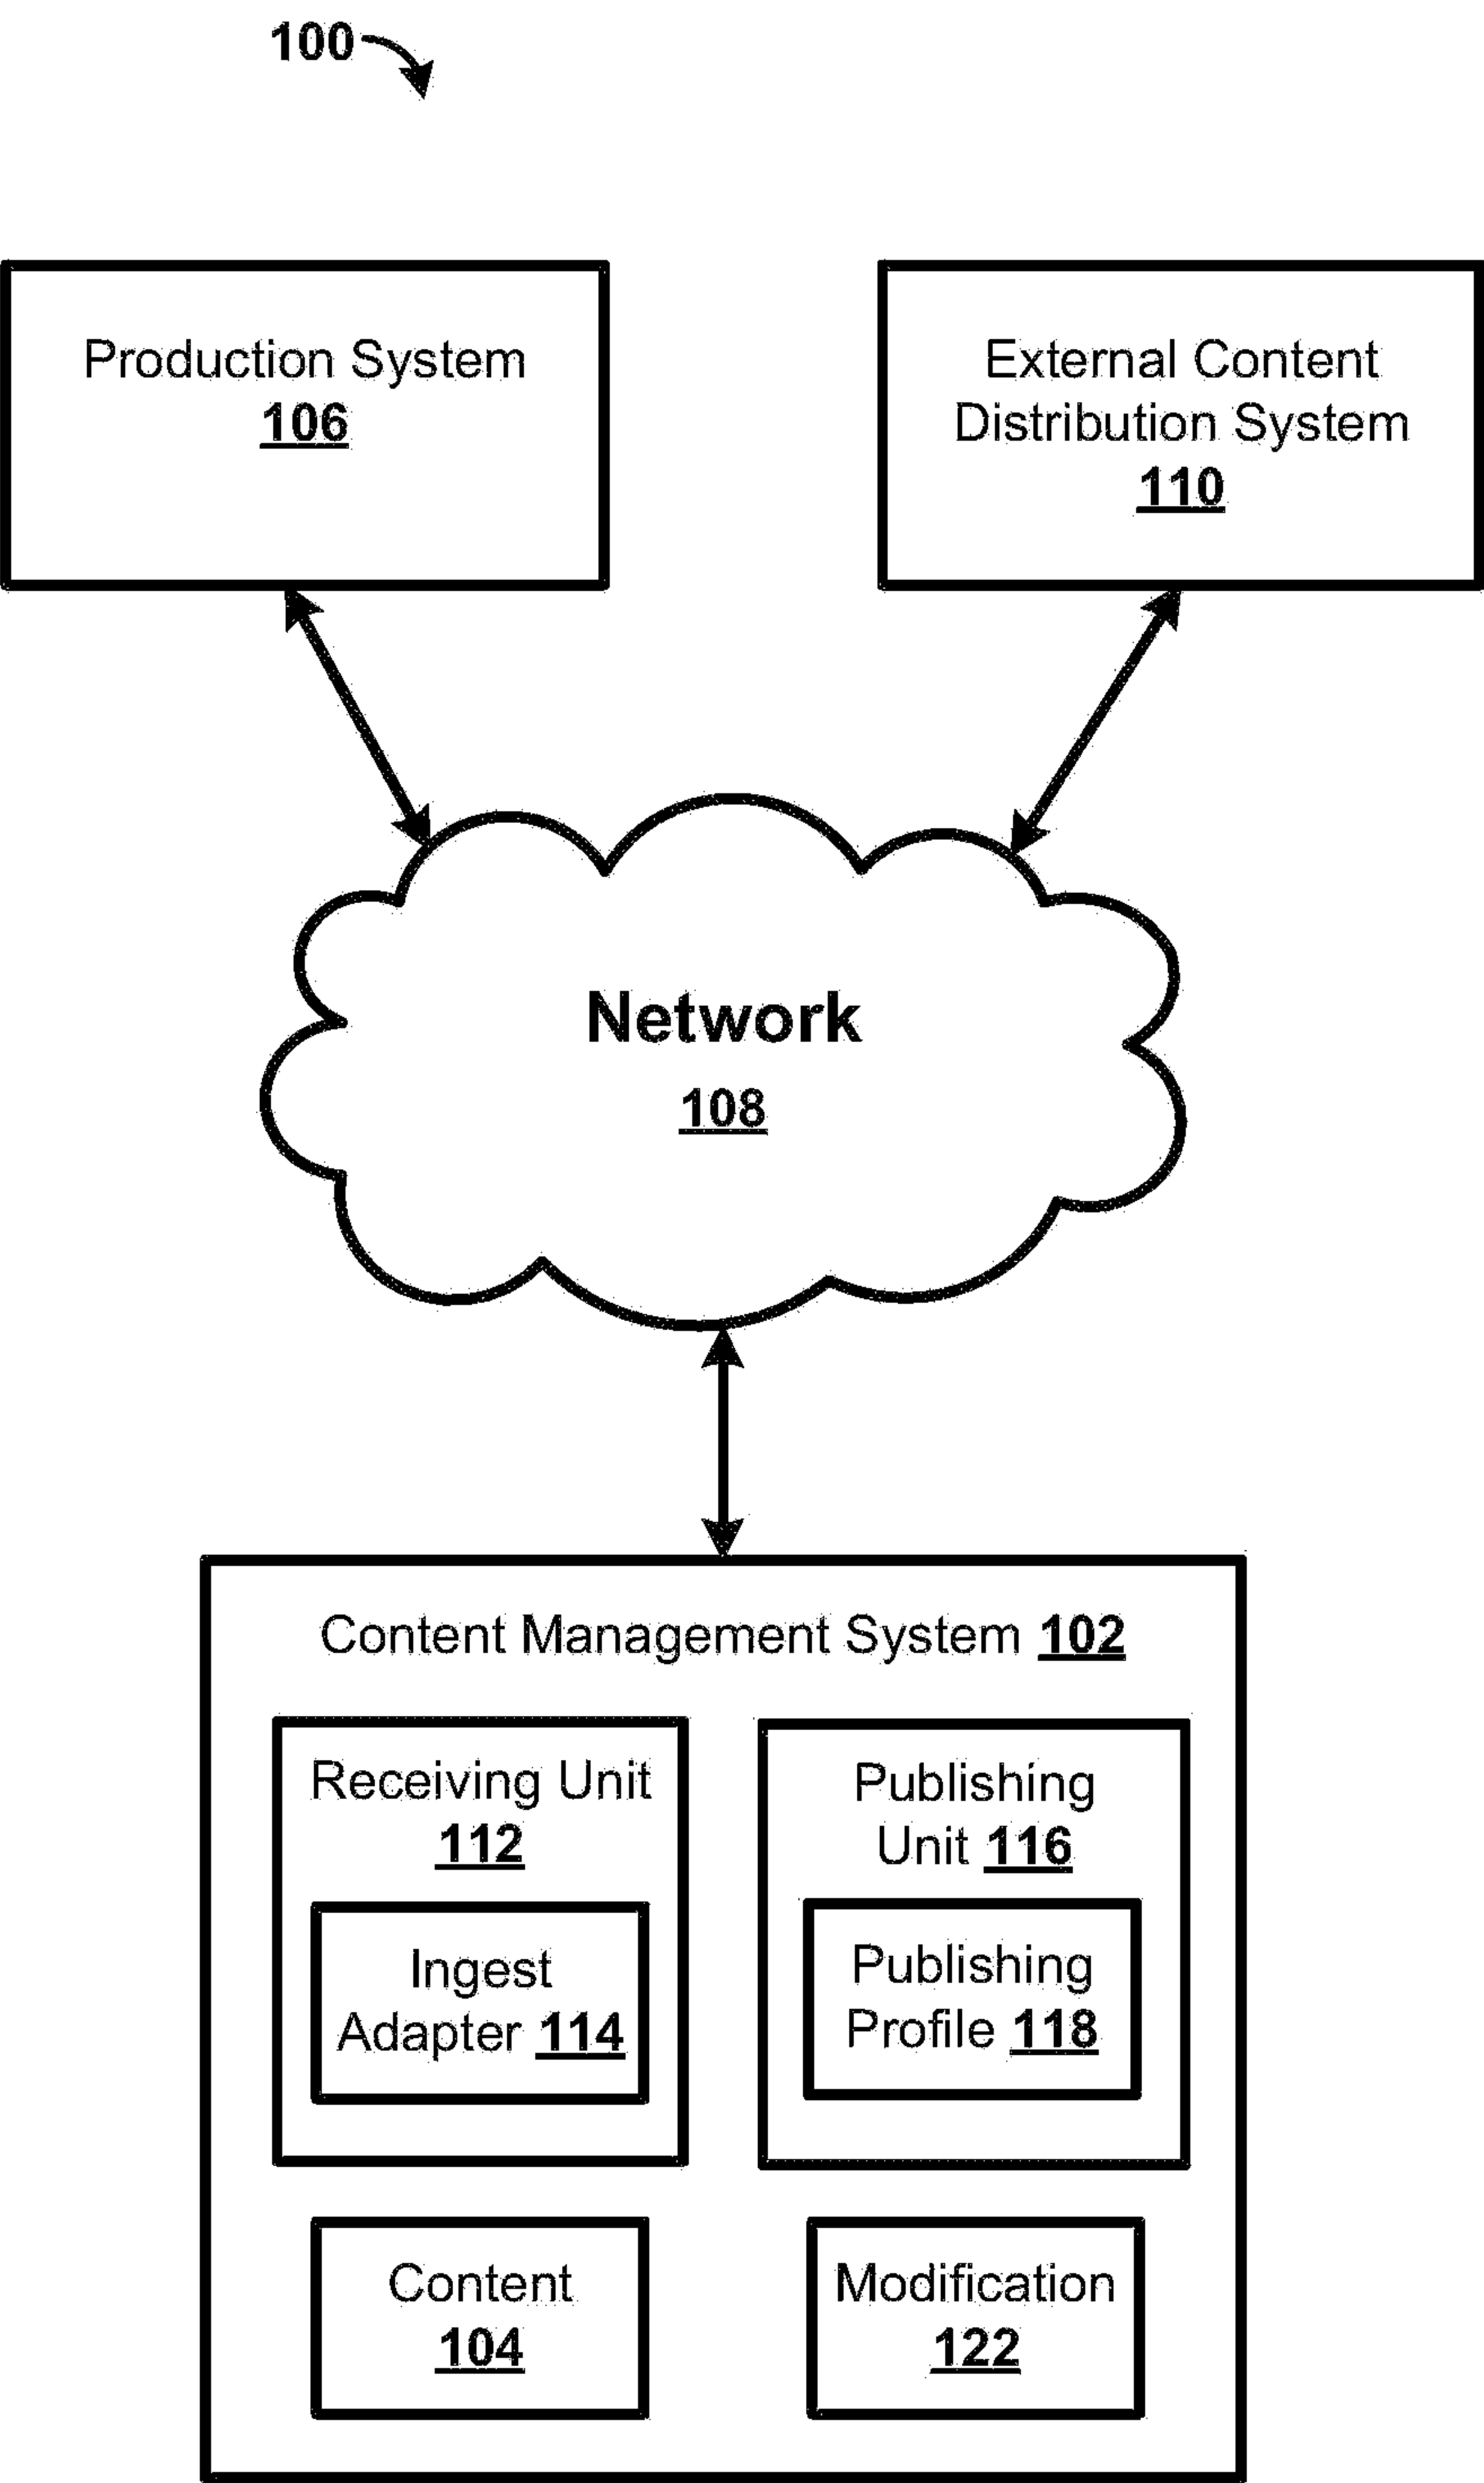 100
Production System
106
External Content
Distribution System
110
Network
108
Content Management System 102
Receiving Unit
112
Ingest
Adapter 114
Publishing
Unit 116
Publishing
Profile 118
Content
104
Modification
122